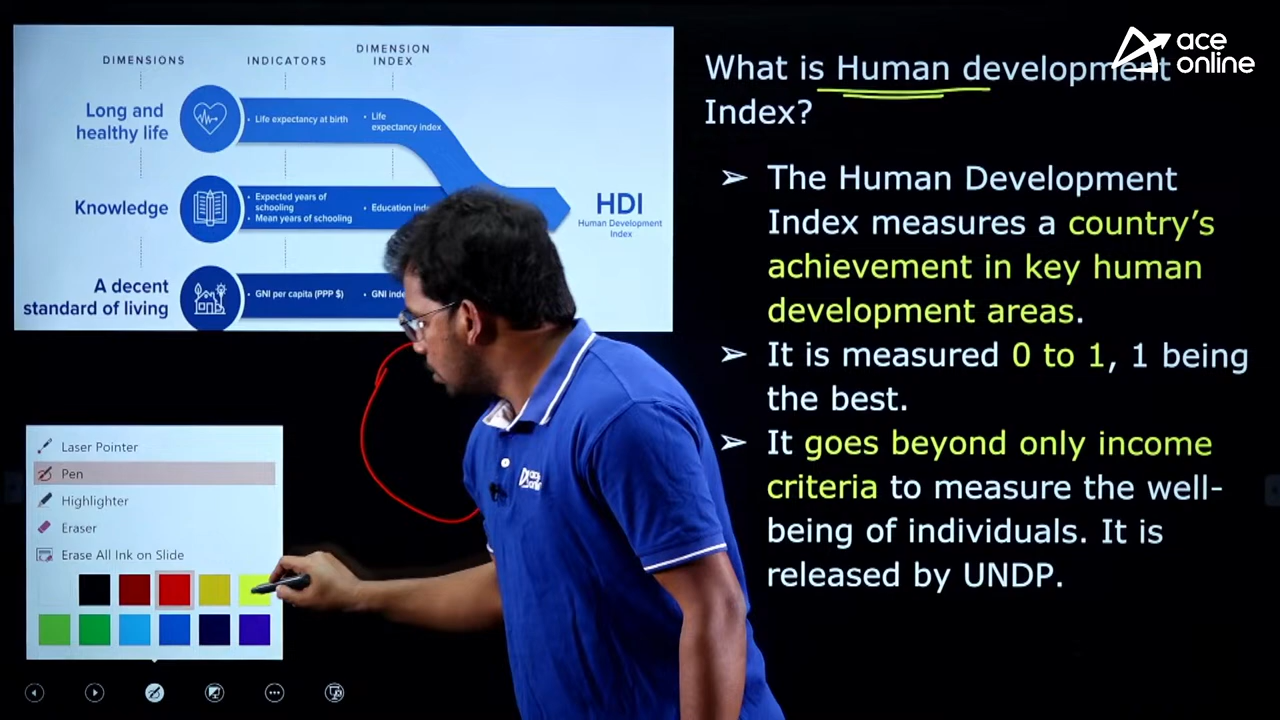 DIMENSIONS
INDICATORS
DIMENSION
INDEX
Long and
healthy life
• Life expectancy at birth
• Life
expectancy index
Knowledge
• Expected years of
schooling
• Mean years of schooling
• Education
HDI
Human Development
Index
A decent
standard of living
• GNI per capita (PPP $)
• GNI
Laser Pointer
Pen
Highlighter
Eraser
Erase All Ink on Slide
ace
online
ace
online
What is Human development
Index?
➢ The Human Development
Index measures a country's
achievement in key human
development areas.
➢ It is measured 0 to 1, 1 being
the best.
➢ It goes beyond only income
criteria to measure the well-
being of individuals. It is
released by UNDP.